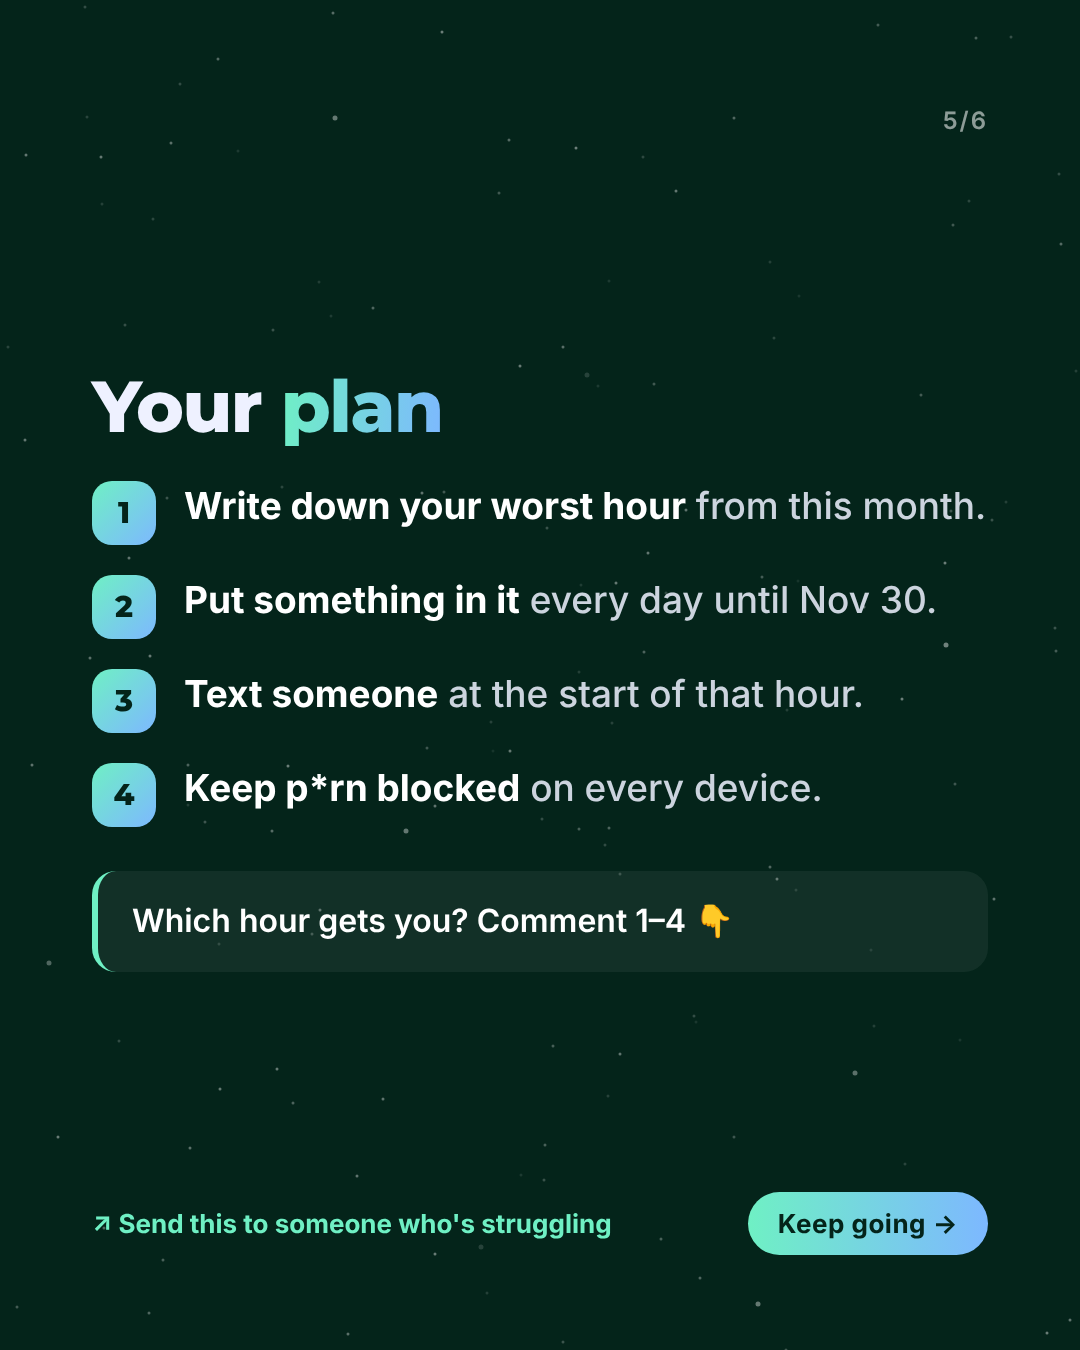 5/6
Your plan
1 Write down your worst hour from this month.
2 Put something in it every day until Nov 30.
3 Text someone at the start of that hour.
4 Keep p*rn blocked on every device.
Which hour gets you? Comment 1–4 👇
↗ Send this to someone who's struggling
Keep going →